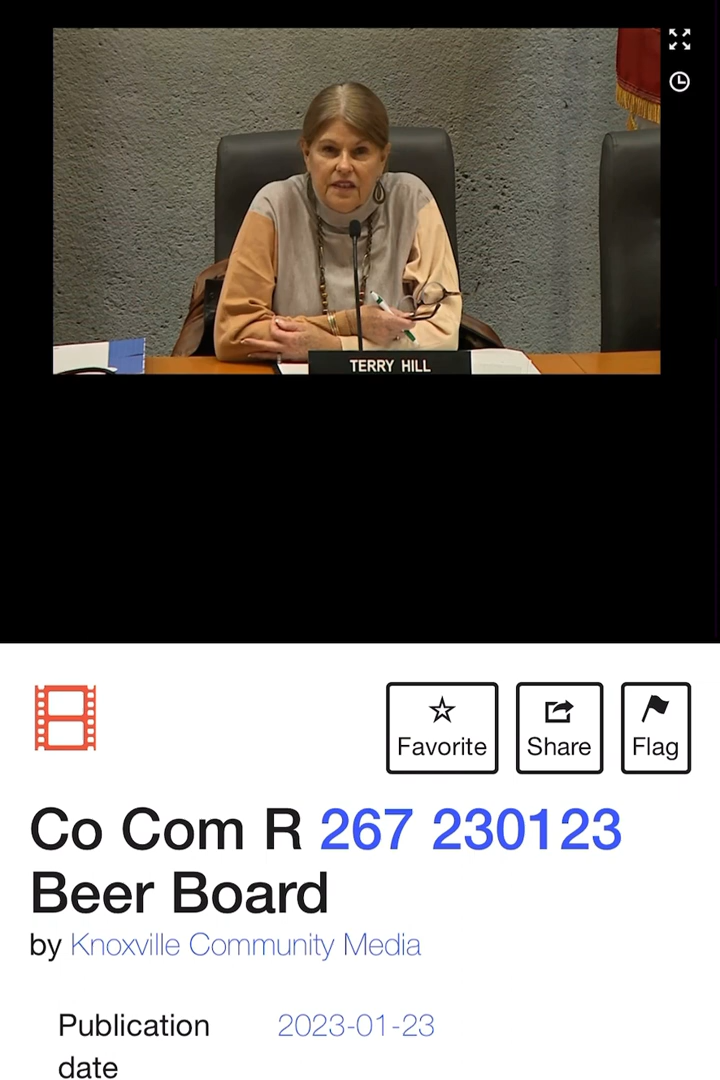 TERRY HILL
Favorite
Share
Flag
Co Com R 267 230123
Beer Board
by Knoxville Community Media
Publication
date
2023-01-23